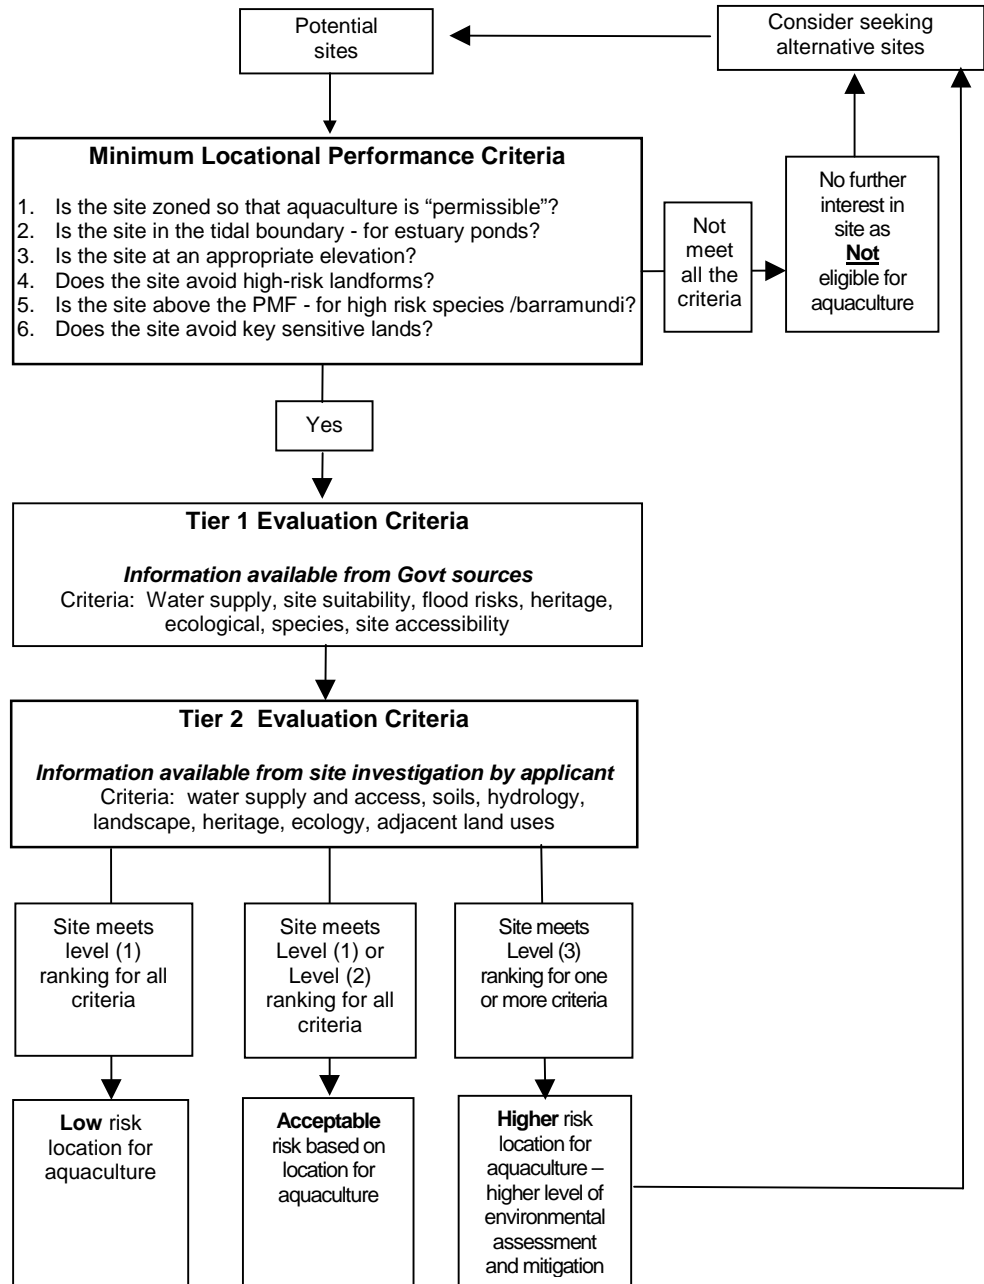 Potential
sites
Consider seeking
alternative sites
Minimum Locational Performance Criteria
1. Is the site zoned so that aquaculture is “permissible”?
2. Is the site in the tidal boundary - for estuary ponds?
3. Is the site at an appropriate elevation?
4. Does the site avoid high-risk landforms?
5. Is the site above the PMF - for high risk species /barramundi?
6. Does the site avoid key sensitive lands?
Not
meet
all the
criteria
No further
interest in
site as
Not
eligible for
aquaculture
Yes
Tier 1 Evaluation Criteria
Information available from Govt sources
Criteria: Water supply, site suitability, flood risks, heritage,
ecological, species, site accessibility
Tier 2 Evaluation Criteria
Information available from site investigation by applicant
Criteria: water supply and access, soils, hydrology,
landscape, heritage, ecology, adjacent land uses
Site meets
level (1)
ranking for all
criteria
Site meets
Level (1) or
Level (2)
ranking for all
criteria
Site meets
Level (3)
ranking for one
or more criteria
Low risk
location for
aquaculture
Acceptable
risk based on
location for
aquaculture
Higher risk
location for
aquaculture –
higher level of
environmental
assessment
and mitigation